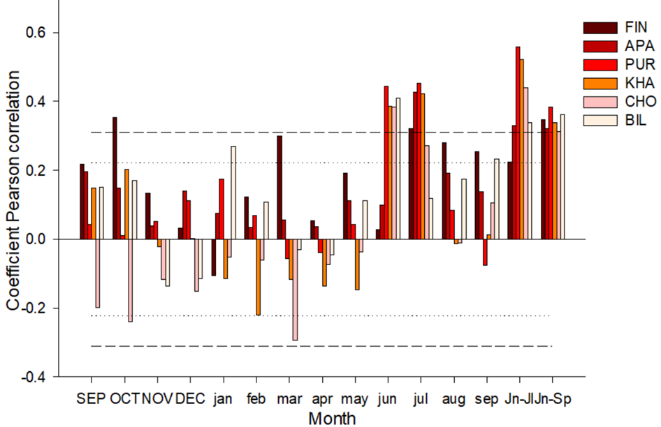 0.6
0.4
0.2
0.0
-0.2
-0.4
Coefficient Pearson correlation
FIN
APA
PUR
KHA
CHO
BIL
SEP OCT NOV DEC jan feb mar apr may jun jul aug sep Jn-Jl Jn-Sp
Month